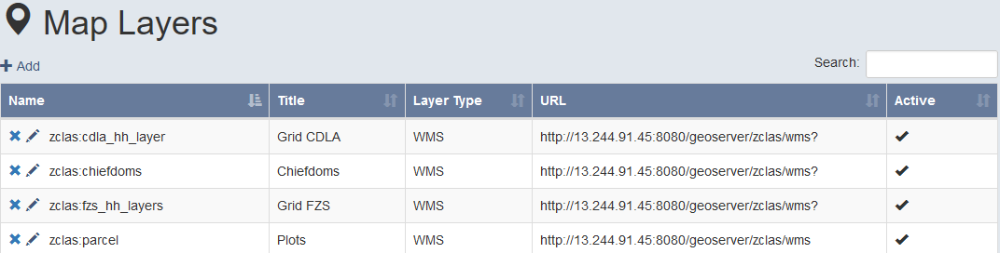 Map Layers
Add
Search:
Name Title Layer Type URL Active
zclas:cdla_hh_layer Grid CDLA WMS http://13.244.91.45:8080/geoserver/zclas/wms?
zclas:chiefdoms Chiefdoms WMS http://13.244.91.45:8080/geoserver/zclas/wms?
zclas:fzs_hh_layers Grid FZS WMS http://13.244.91.45:8080/geoserver/zclas/wms?
zclas:parcel Plots WMS http://13.244.91.45:8080/geoserver/zclas/wms